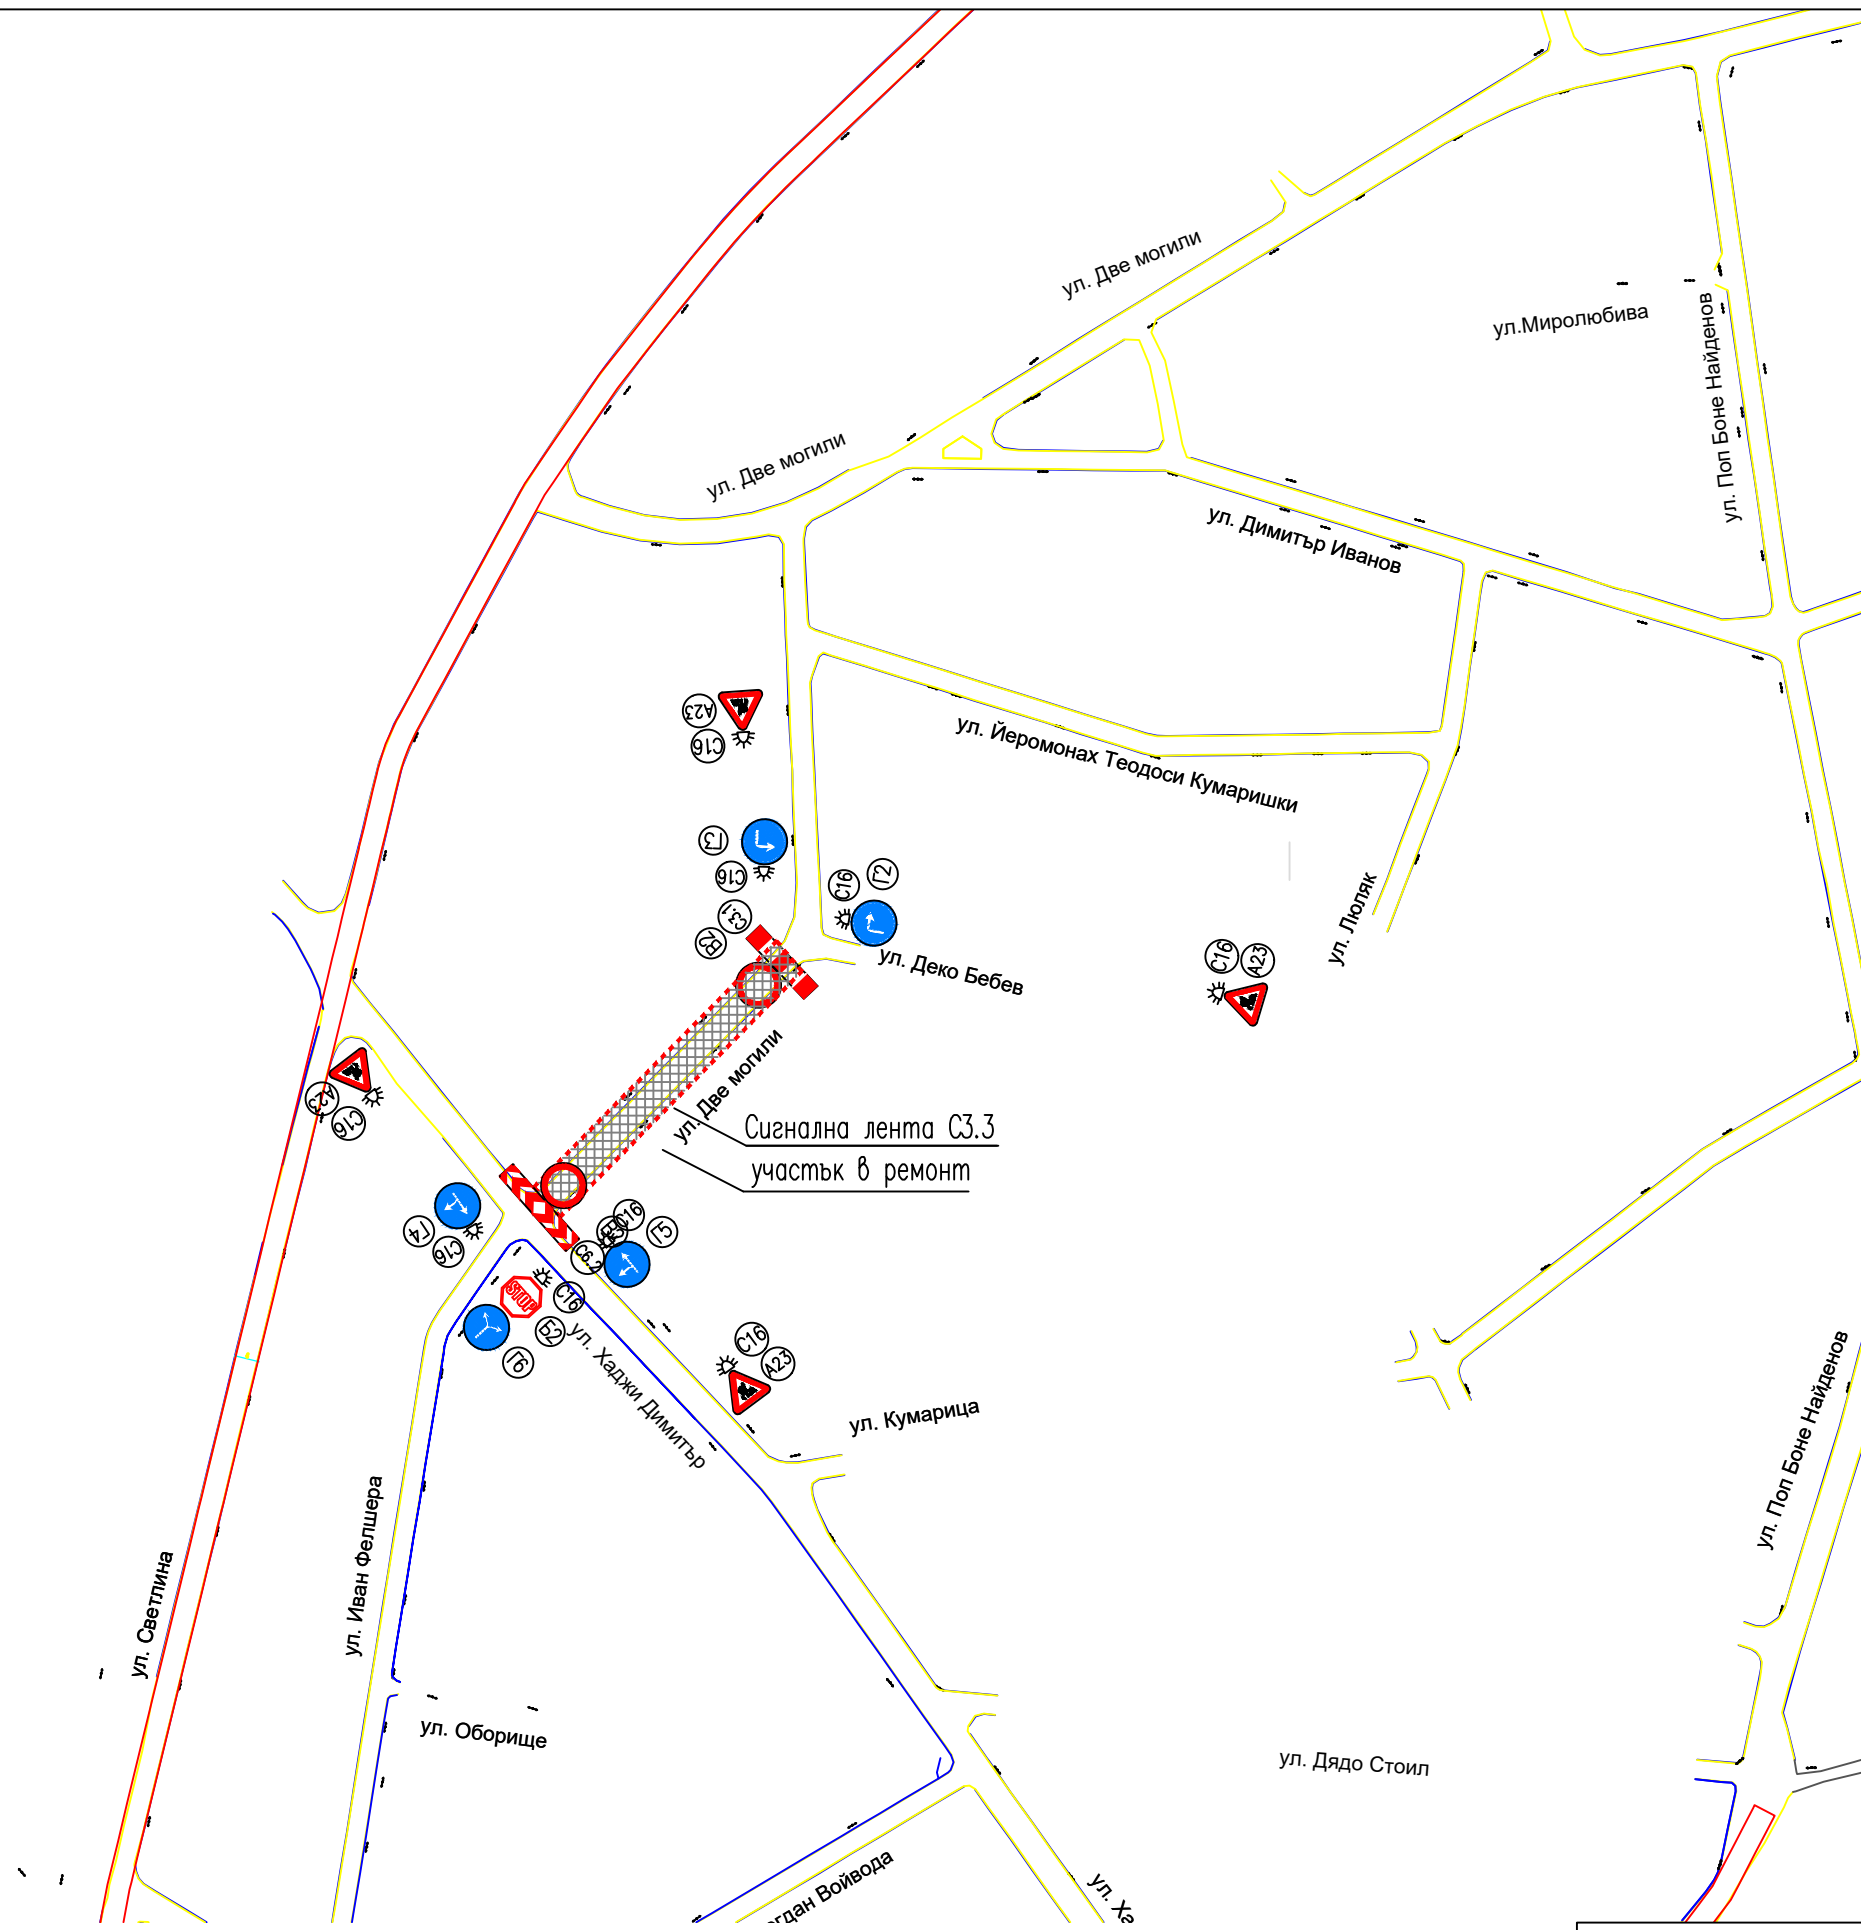 ул. Две могили
ул.Миролюбива
ул. Поп Боне Найденов
ул. Две могили
ул. Димитър Иванов
А23
С16
ул. Йеромонах Теодоси Кумаришки
Г3
С16
С3.1
В2
С16
Г2
ул. Деко Бебев
ул. Люляк
С16
А23
ул. Две могили
А23
С16
Сигнална лента С3.3
участък в ремонт
Г4
С16
С16
Г5
С6.2
STOP
С16
Б2
Г6
ул. Хаджи Димитър
С16
А23
ул. Кумарица
ул. Поп Боне Найденов
ул. Иван Фелшера
ул. Светлина
ул. Оборище
ул. Дядо Стоил
огдан Войвода
ул. Ха